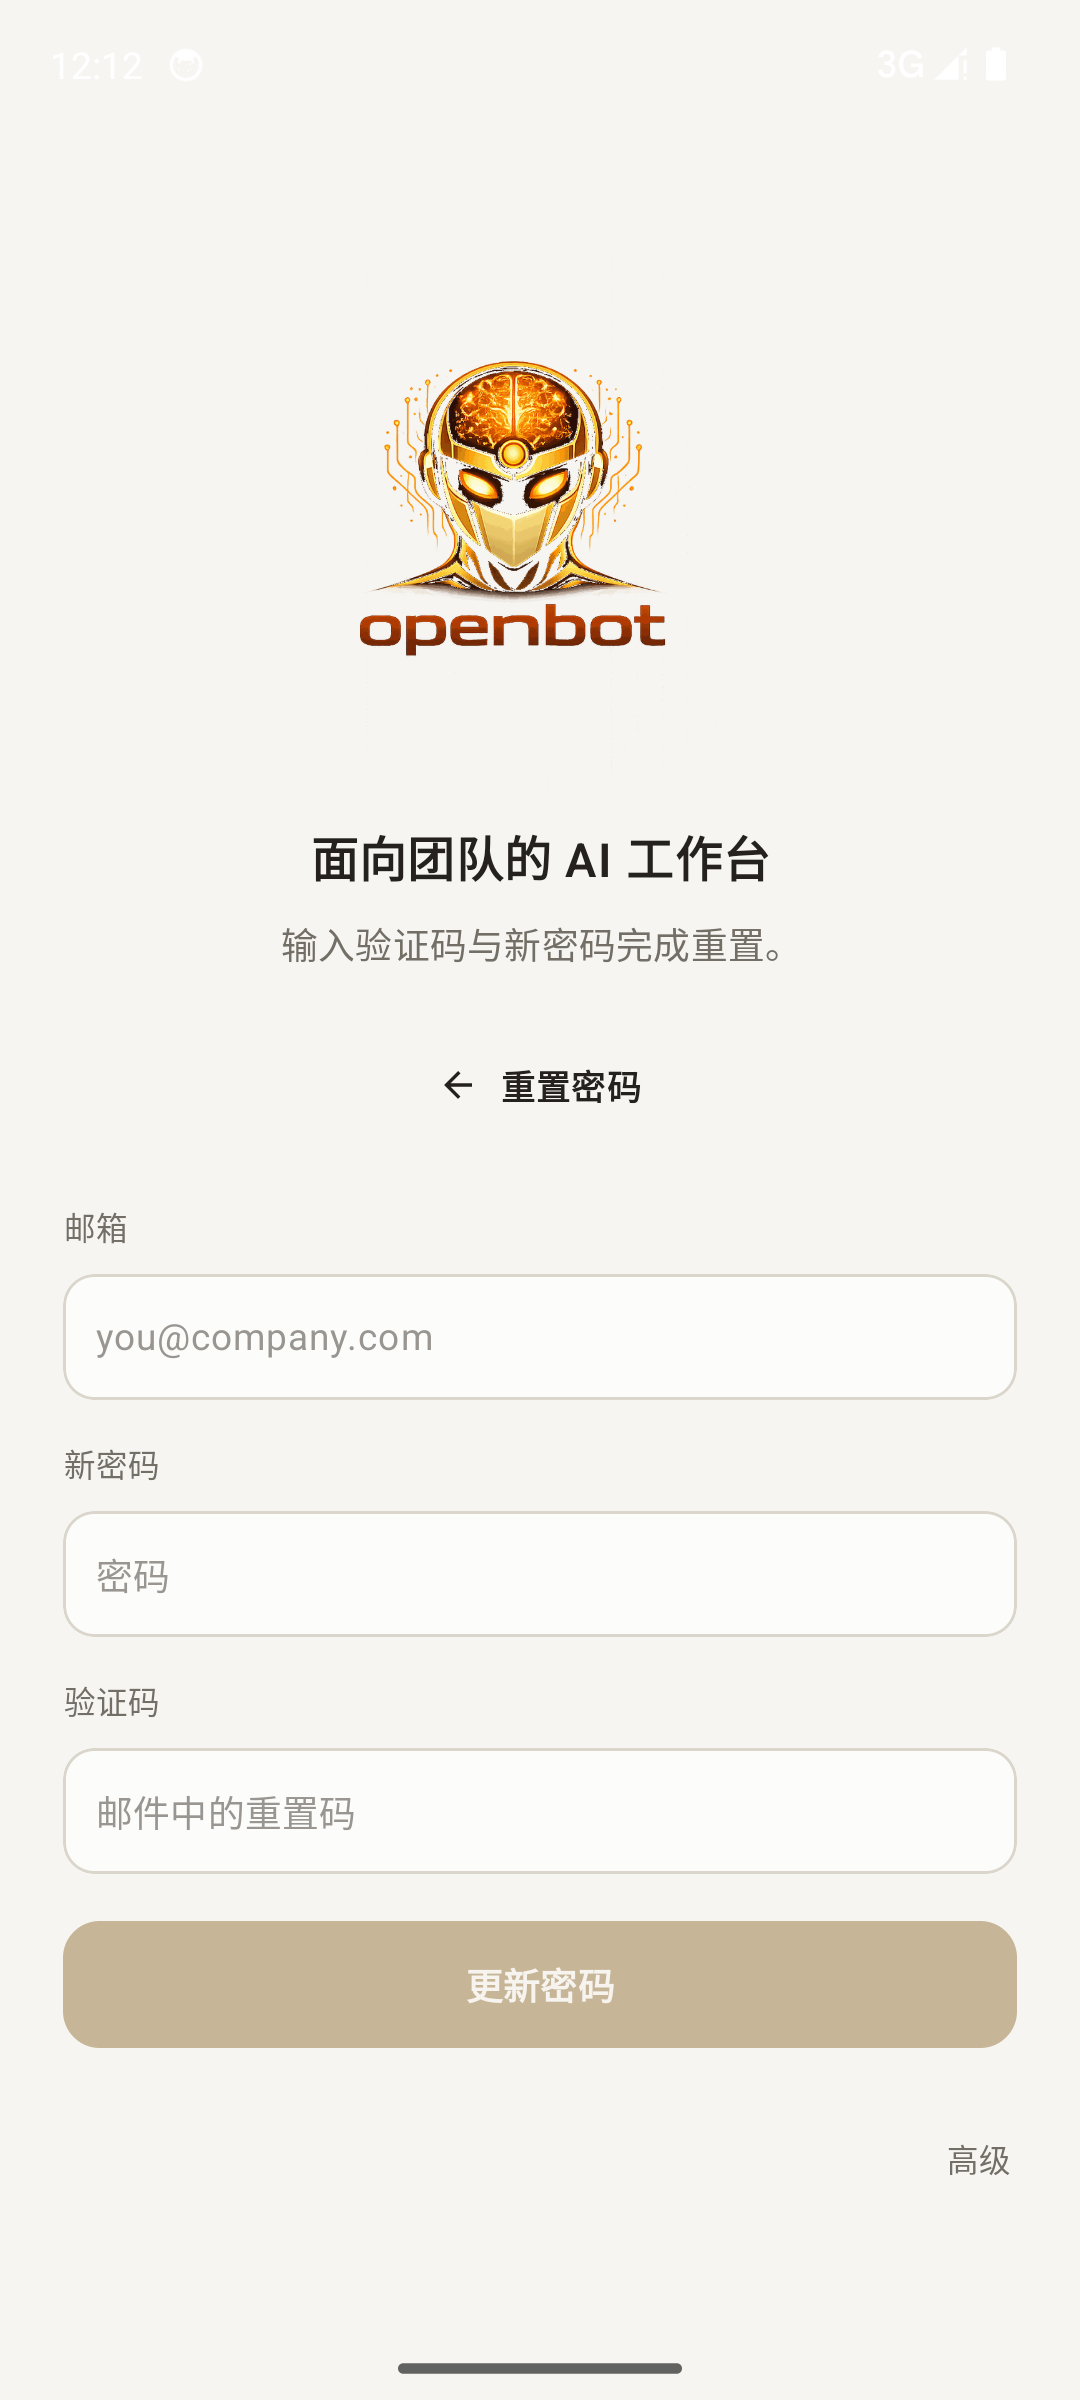 12:12
3G
openbot
面向团队的 AI 工作台
输入验证码与新密码完成重置。
← 重置密码
邮箱
you@company.com
新密码
密码
验证码
邮件中的重置码
更新密码
高级